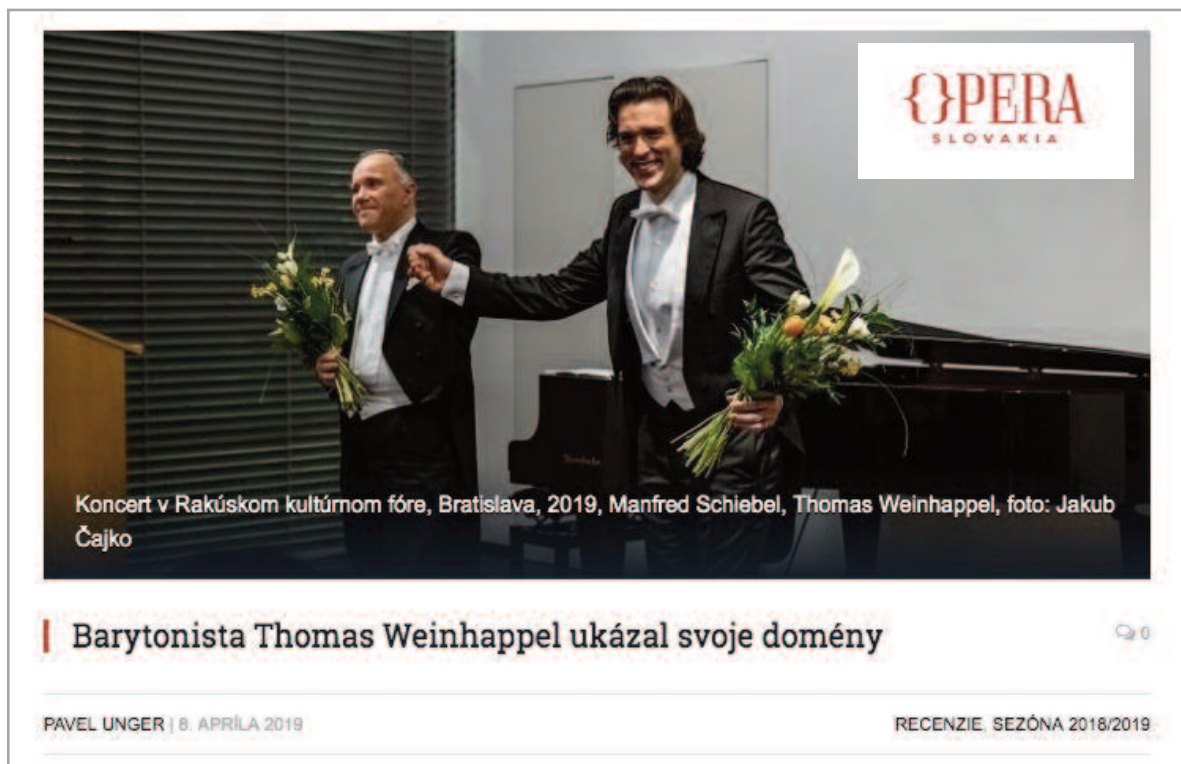 OPERA
SLOVAKIA
Koncert v Rakúskom kultúrnom fóre, Bratislava, 2019, Manfred Schiebel, Thomas Weinhappel, foto: Jakub
Čajko
Barytonista Thomas Weinhappel ukázal svoje domény
0
PAVEL UNGER | 8. APRÍLA 2019
RECENZIE, SEZÓNA 2018/2019